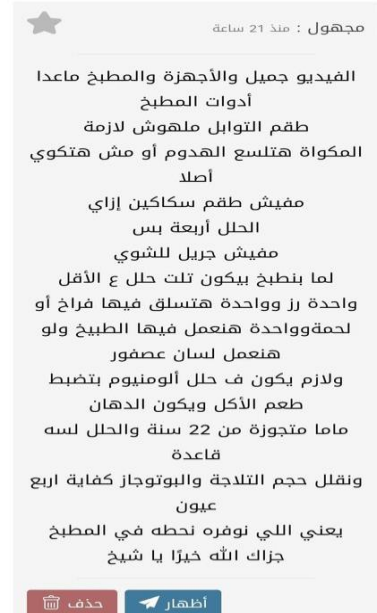 مجهول : منذ 21 ساعة
الفيديو جميل والأجهزة والمطبخ ماعدا
أدوات المطبخ
طقم التوابل ملهوش لازمة
المكواة هتلسع الهدوم أو مش هتكوي
أصلا
مفيش طقم سكاكين إزاي
الحلل أربعة بس
مفيش جريل للشوي
لما بنطبخ بيكون تلت حلل ع الأقل
واحدة رز وواحدة هتسلق فيها فراخ أو
لحمةوواحدة هنعمل فيها الطبيخ ولو
هنعمل لسان عصفور
ولازم يكون ف حلل ألومنيوم بتضبط
طعم الأكل ويكون الدهان
ماما متجوزة من 22 سنة والحلل لسه
قاعدة
ونقلل حجم التلاجة والبوتوجاز كفاية اربع
عيون
يعني اللي نوفره نحطه في المطبخ
جزاك الله خيرًا يا شيخ
أظهار
حذف